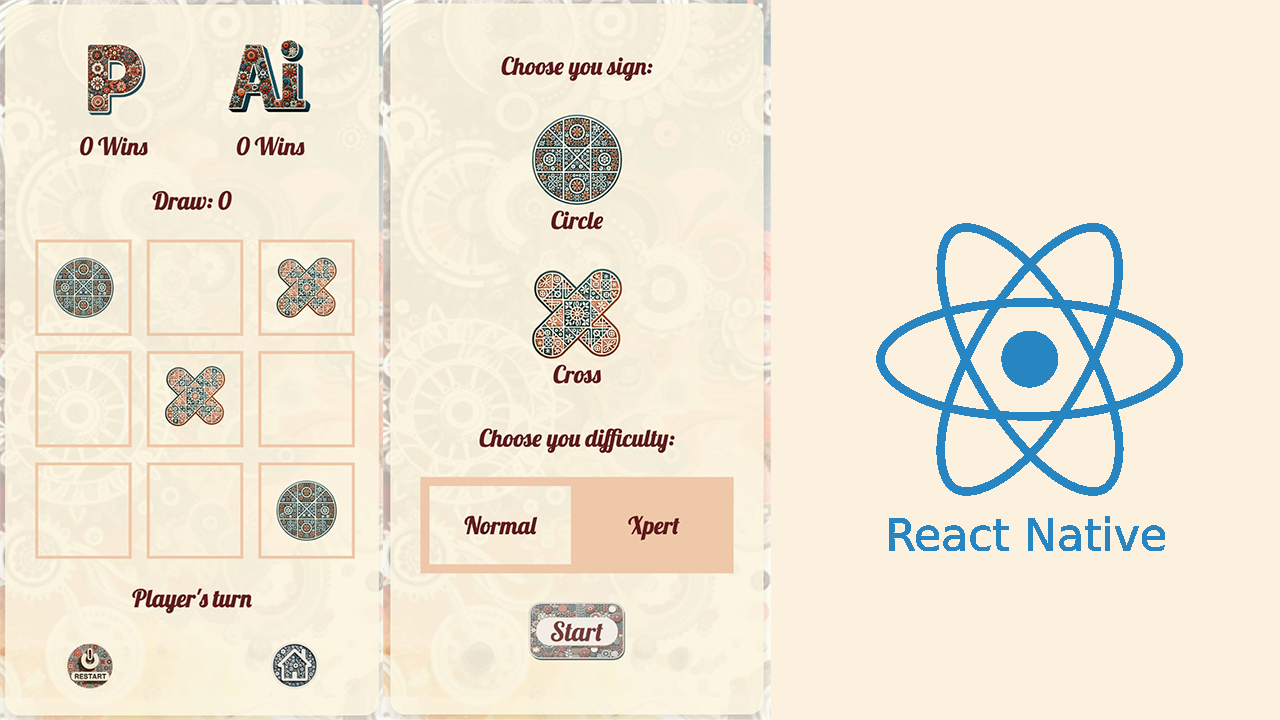 P Ai
0 Wins 0 Wins
Draw: 0
Player's turn
RESTART
Choose you sign:
Circle
Cross
Choose you difficulty:
Normal Xpert
Start
React Native